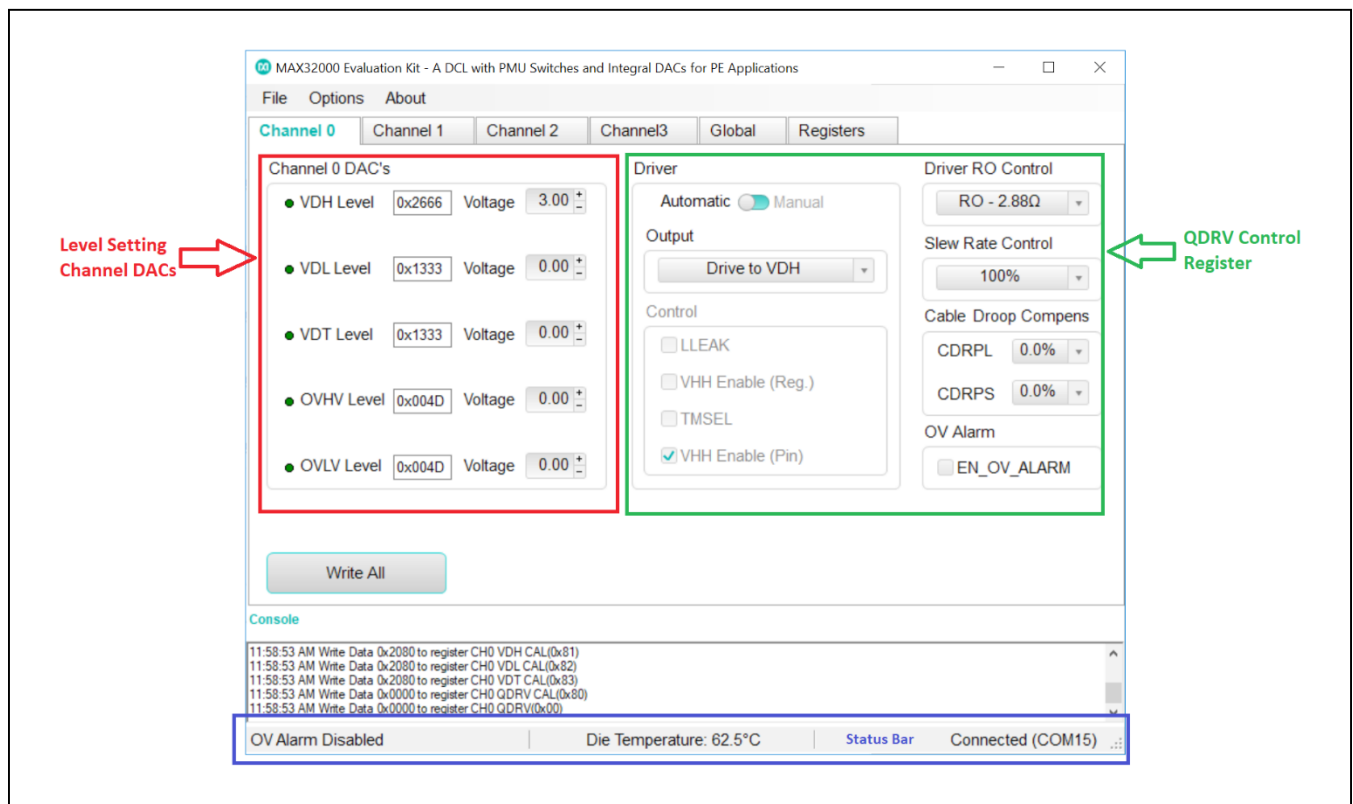 MAX32000 Evaluation Kit - A DCL with PMU Switches and Integral DACs for PE Applications
File Options About
Channel 0 Channel 1 Channel 2 Channel3 Global Registers
Level Setting
Channel DACs
Channel 0 DAC's
VDH Level 0x2666 Voltage 3.00 + -
VDL Level 0x1333 Voltage 0.00 + -
VDT Level 0x1333 Voltage 0.00 + -
OVHV Level 0x004D Voltage 0.00 + -
OVLV Level 0x004D Voltage 0.00 + -
Driver
Automatic Manual
Output
Drive to VDH
Control
LLEAK
VHH Enable (Reg.)
TMSEL
VHH Enable (Pin)
Driver RO Control
RO - 2.88Ω
Slew Rate Control
100%
Cable Droop Compens
CDRPL 0.0%
CDRPS 0.0%
OV Alarm
EN_OV_ALARM
QDRV Control
Register
Write All
Console
11:58:53 AM Write Data 0x2080 to register CH0 VDH CAL(0x81)
11:58:53 AM Write Data 0x2080 to register CH0 VDL CAL(0x82)
11:58:53 AM Write Data 0x2080 to register CH0 VDT CAL(0x83)
11:58:53 AM Write Data 0x0000 to register CH0 QDRV CAL(0x80)
11:58:53 AM Write Data 0x0000 to register CH0 QDRV(0x00)
OV Alarm Disabled Die Temperature: 62.5°C Status Bar Connected (COM15)